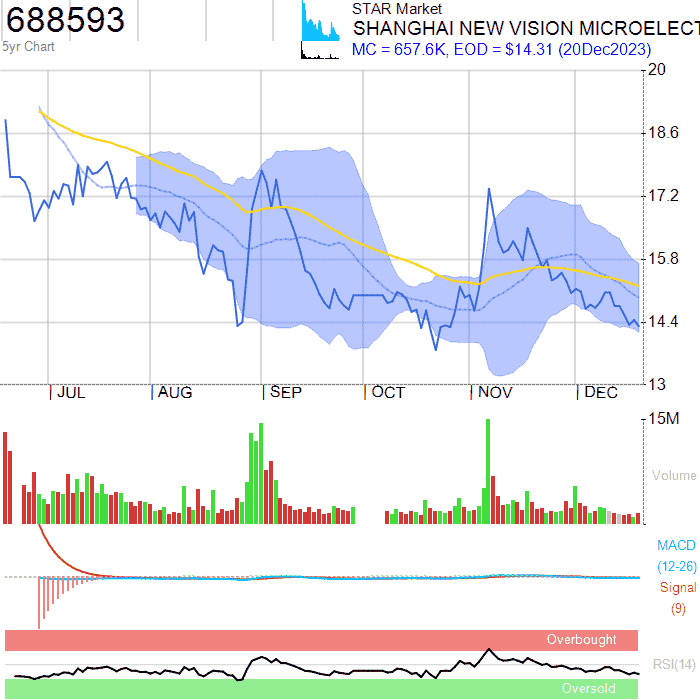 688593
5yr Chart
STAR Market
SHANGHAI NEW VISION MICROELECT
MC = 657.6K, EOD = $14.31 (20Dec2023)
20
18.6
17.2
15.8
14.4
13
JUL AUG SEP OCT NOV DEC
15M
Volume
MACD
(12-26)
Signal
(9)
Overbought
RSI(14)
Oversold